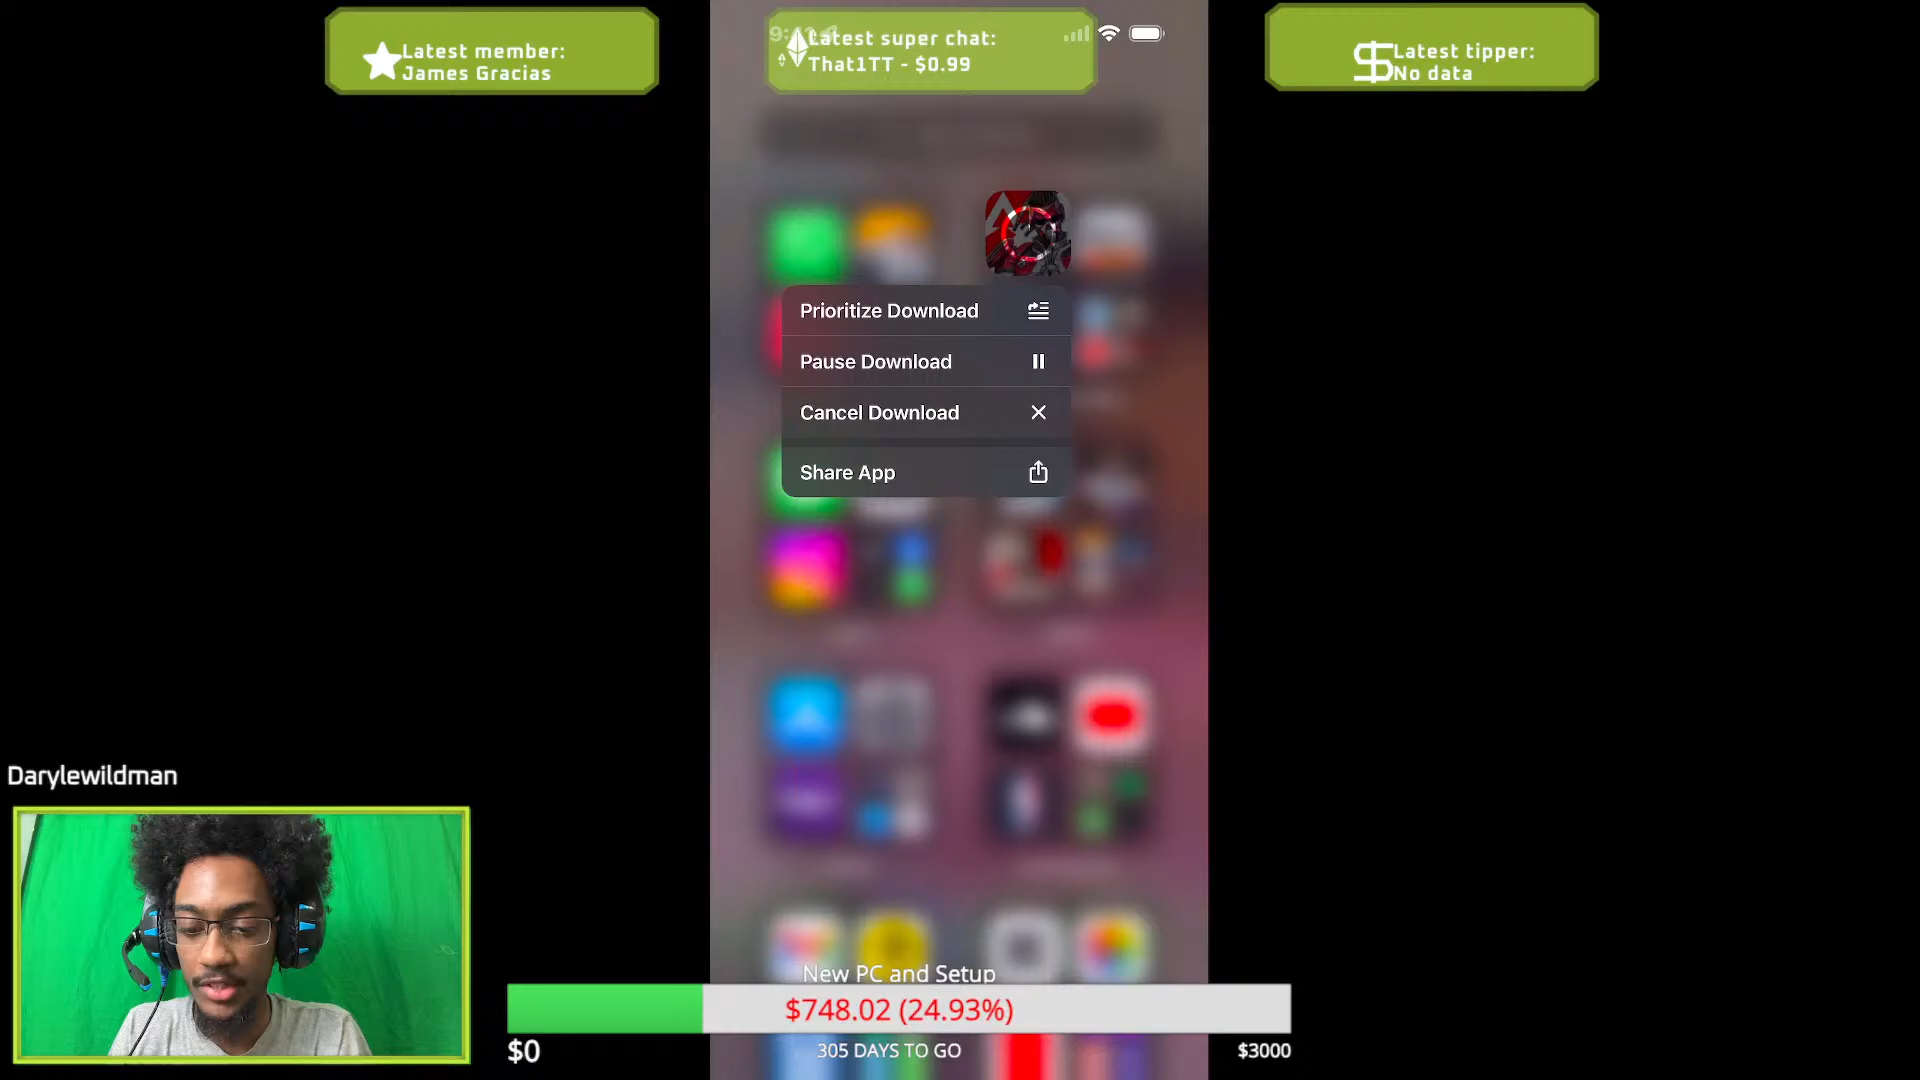 Latest member:
James Gracias
Latest super chat:
That1TT - $0.99
Latest tipper:
No data
Prioritize Download
Pause Download
Cancel Download
Share App
Darylewildman
New PC and Setup
$748.02 (24.93%)
$0
305 DAYS TO GO
$3000